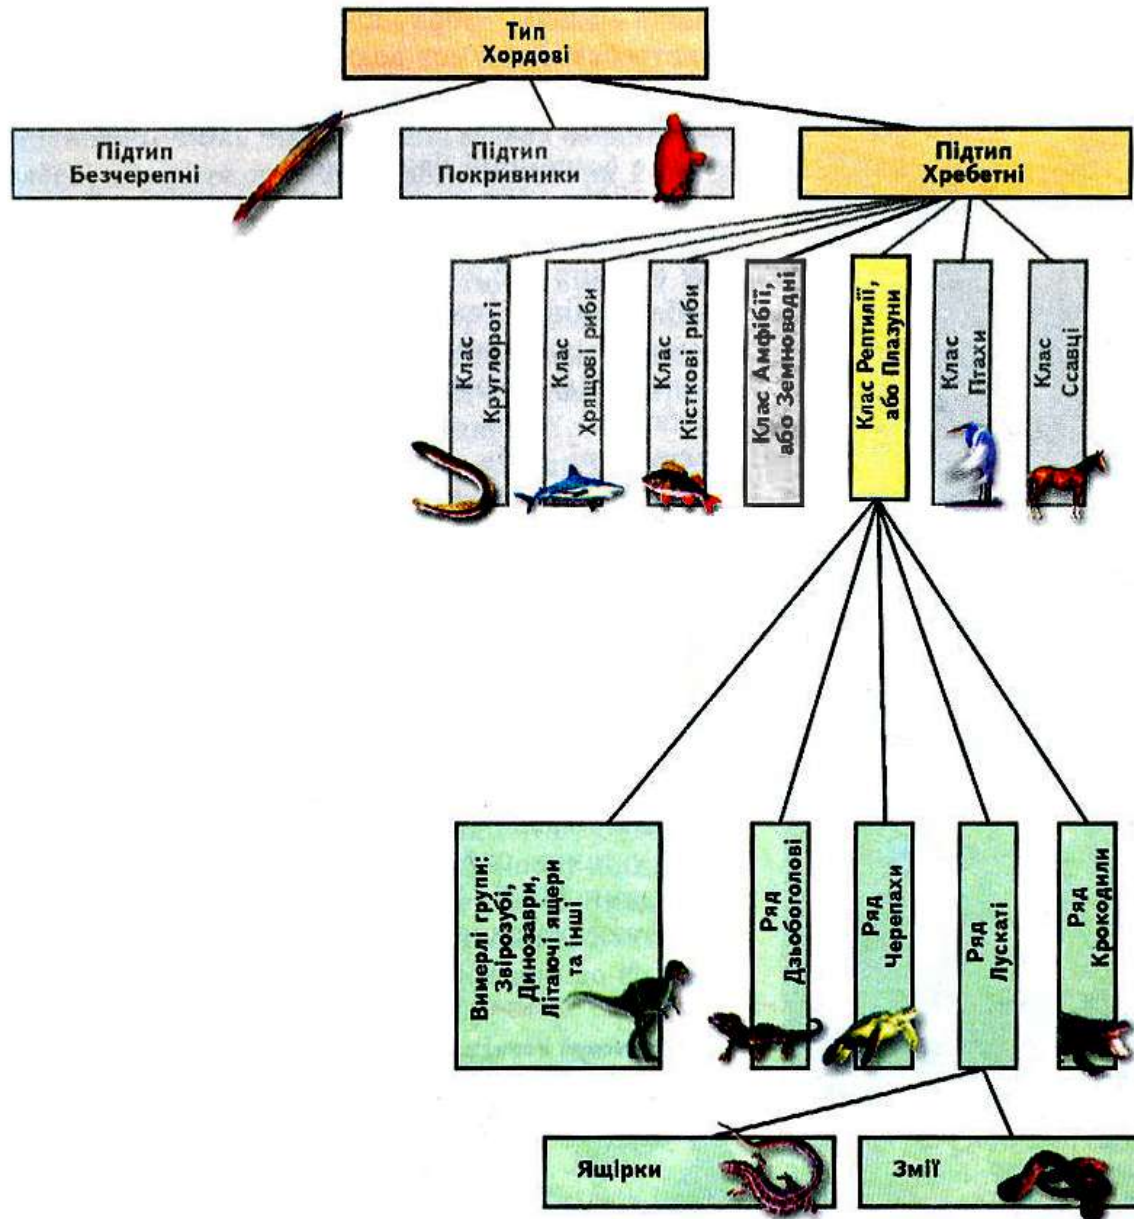 Тип
Хордові
Підтип
Безчерепні
Підтип
Покривники
Підтип
Хребетні
Клас
Круглороті
Клас
Хрящові риби
Клас
Кісткові риби
Клас Амфібії,
або Земноводні
Клас Рептилії,
або Плазуни
Клас
Птахи
Клас
Ссавці
Вимерлі групи:
Звірозубі,
Динозаври,
Літаючі ящери
та інші
Ряд
Дзьобоголові
Ряд
Черепахи
Ряд
Лускаті
Ряд
Крокодили
Ящірки
Змії